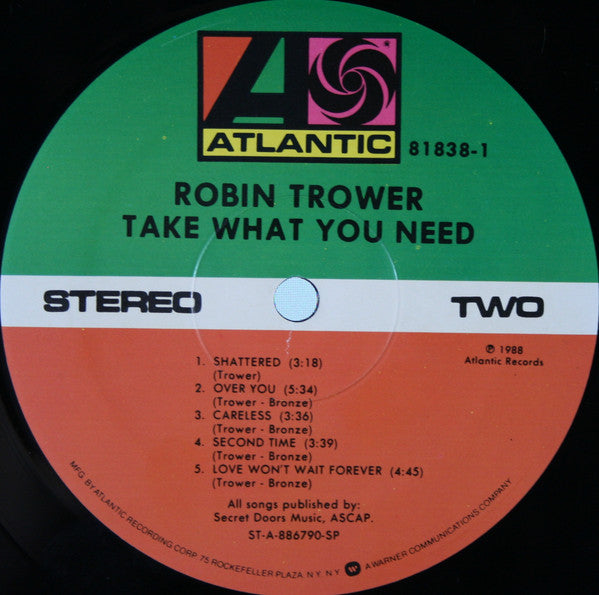 ATLANTIC
81838-1
ROBIN TROWER
TAKE WHAT YOU NEED
STEREO
TWO
℗ 1988
Atlantic Records
1. SHATTERED (3:18)
(Trower)
2. OVER YOU (5:34)
(Trower - Bronze)
3. CARELESS (3:36)
(Trower - Bronze)
4. SECOND TIME (3:39)
(Trower - Bronze)
5. LOVE WON'T WAIT FOREVER (4:45)
(Trower - Bronze)
All songs published by:
Secret Doors Music, ASCAP.
ST-A-886790-SP
MFG. BY ATLANTIC RECORDING CORP. 75 ROCKEFELLER PLAZA, N.Y. N.Y. A WARNER COMMUNICATIONS COMPANY